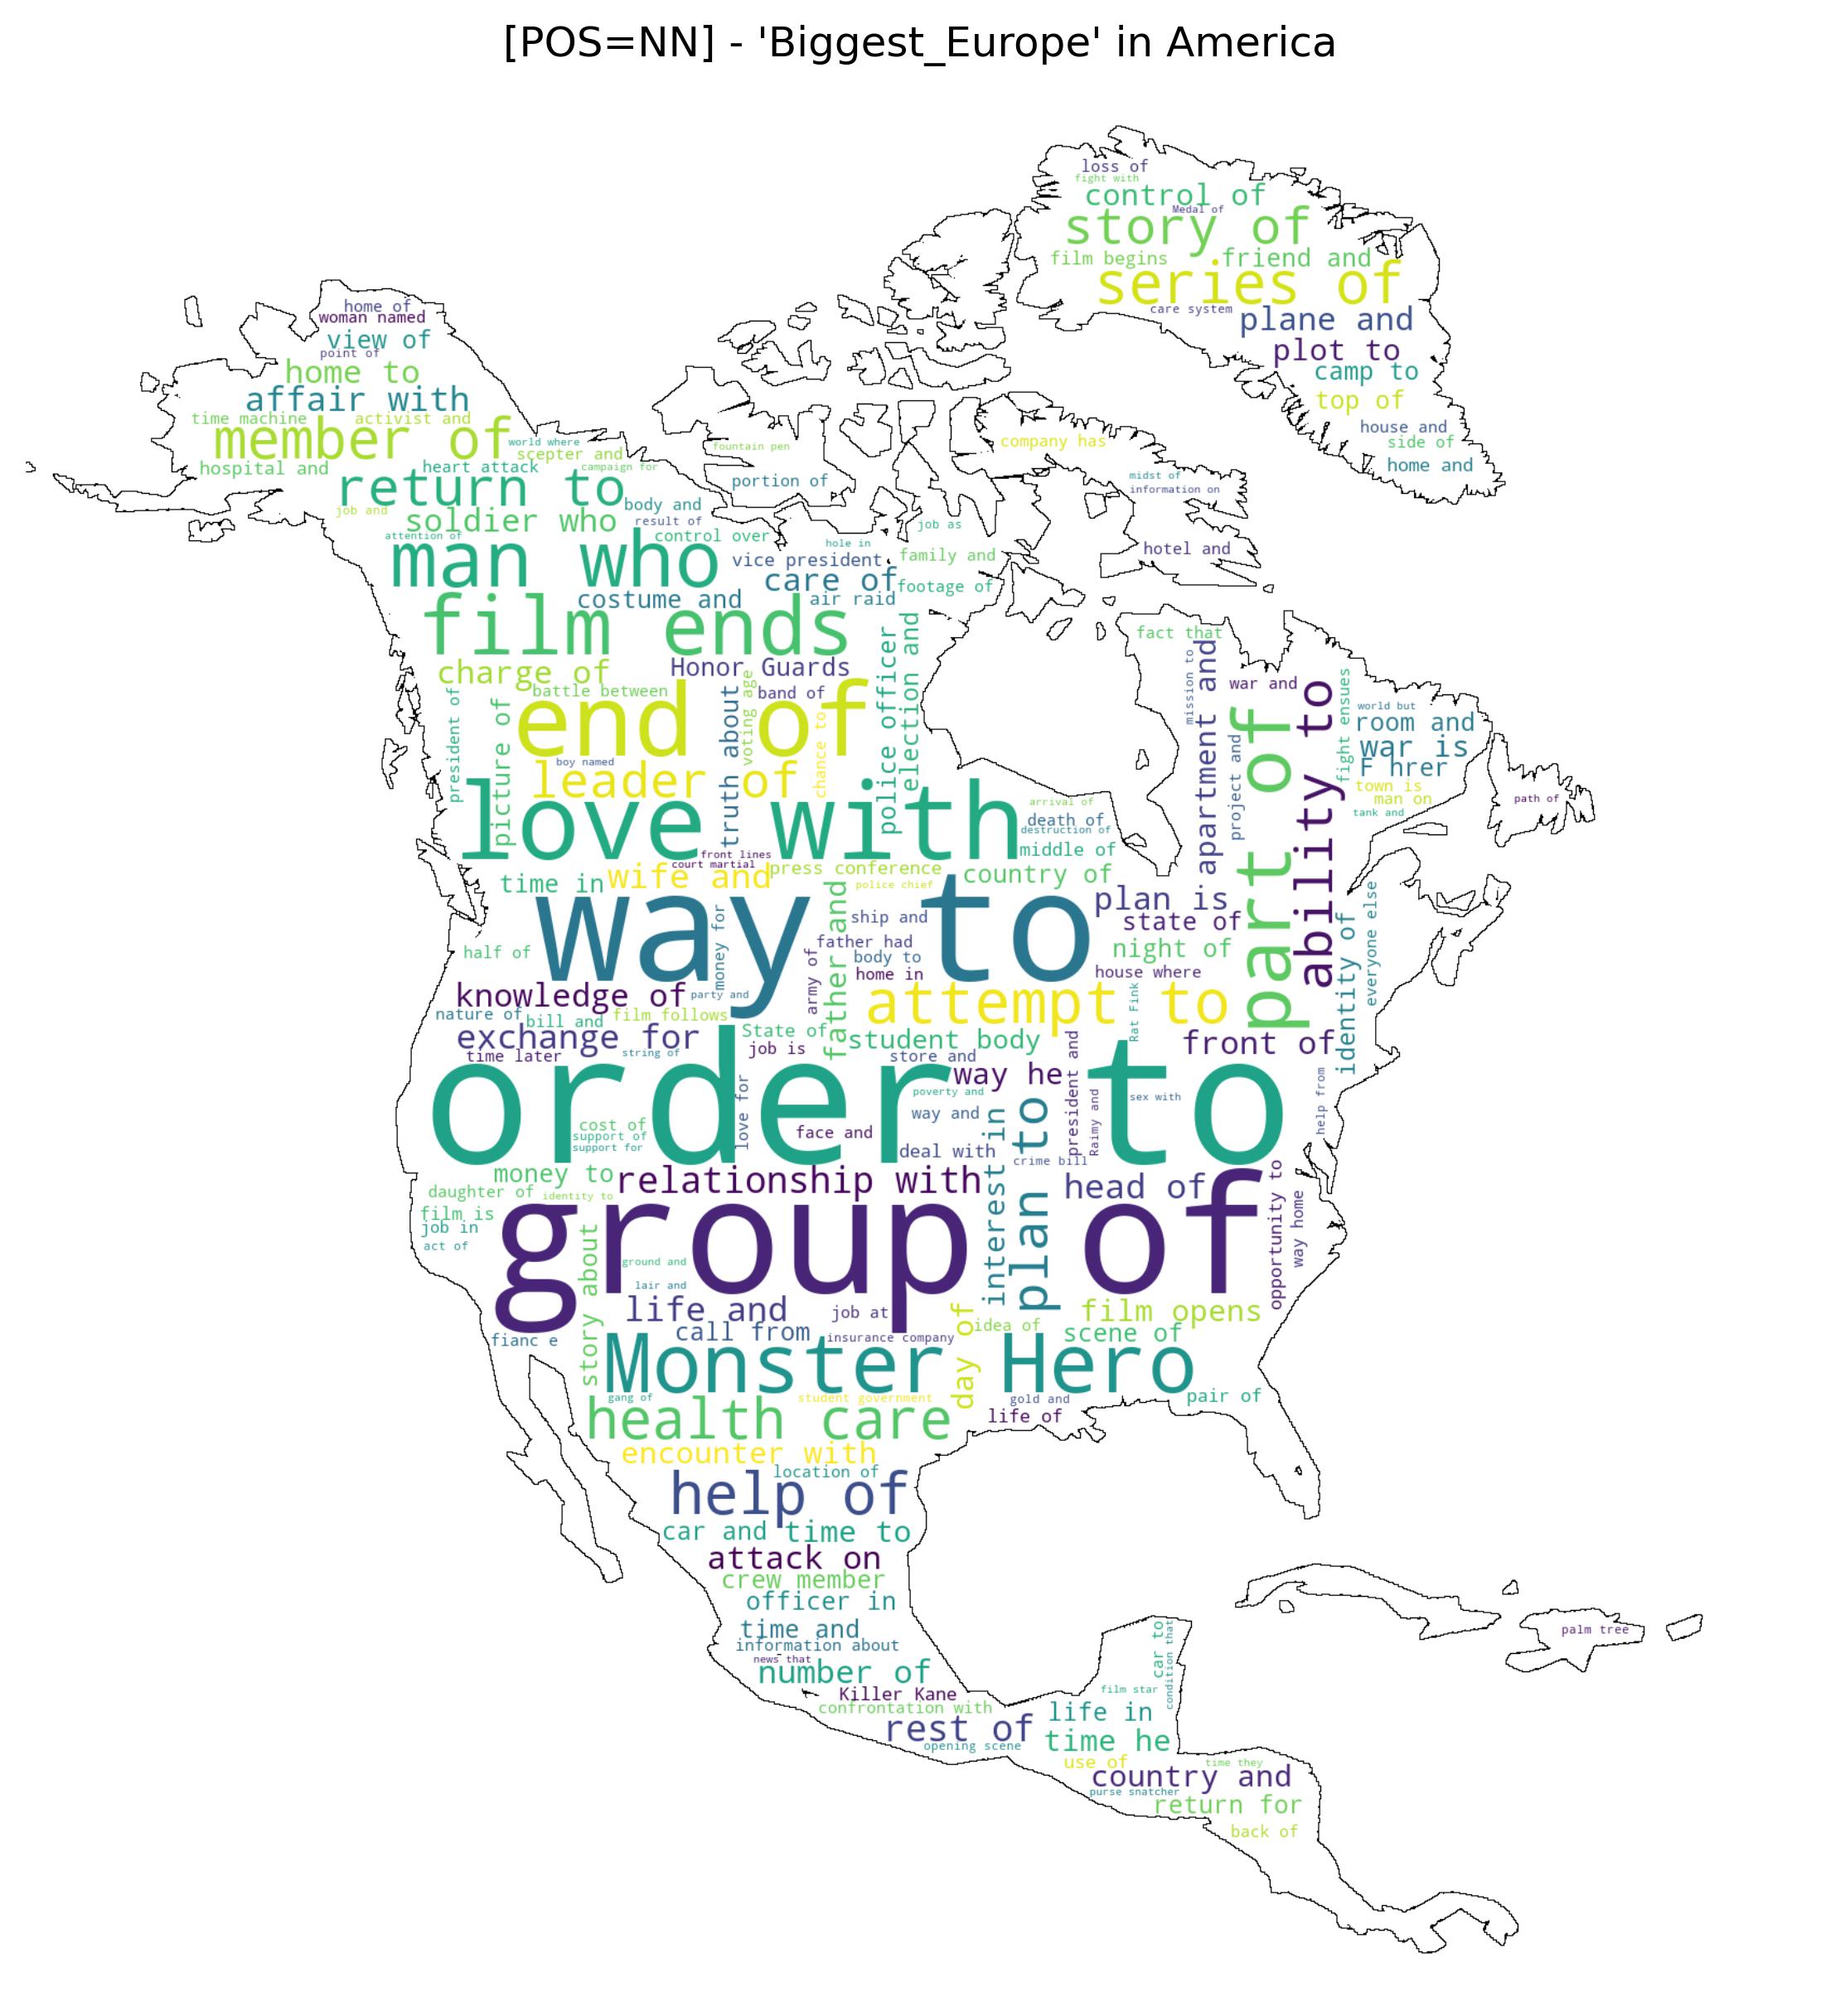 [POS=NN] - 'Biggest_Europe' in America
loss of
fight with
control of
Medal of
story of
film begins
friend and
series of
care system
plane and
plot to
camp to
top of
house and
side of
home and
home of
woman named
view of
point of
home to
affair with
time machine
activist and
member of
world where
scepter and
hospital and
heart attack
campaign for
return to
job and
soldier who
body and
result of
attention of
control over
man who
fountain pen
portion of
company has
midst of
information on
hotel and
job as
hole in
vice president
family and
care of
footage of
costume and
air raid
film ends
charge of
Honor Guards
battle between
band of
president of
picture of
truth about
voting age
chance to
police officer
election and
end of
boy named
leader of
love with
fact that
mission to
apartment and
project and
war and
part of
ability to
fight ensues
world but
room and
war is
F hrer
town is
man on
tank and
path of
arrival of
death of
destruction of
middle of
front lines
court martial
press conference
time in
wife and
police chief
country of
way to
plan is
state of
night of
house where
identity of
everyone else
ship and
father had
body to
home in
half of
money for
army of
father and
knowledge of
party and
attempt to
nature of
bill and
film follows
State of
student body
Rat Fink
front of
exchange for
time later
string of
job is
store and
way he
president and
Raimy and
sex with
help from
order to
poverty and
way and
love for
cost of
support of
support for
face and
deal with
crime bill
interest in
plan to
money to
relationship with
head of
daughter of
identity to
film is
job in
act of
group of
opportunity to
way home
story about
ground and
lair and
life and
job at
film opens
call from
insurance company
idea of
scene of
day of
fianc e
Monster Hero
gang of
student government
gold and
pair of
health care
life of
encounter with
location of
help of
car and
time to
attack on
crew member
officer in
time and
information about
news that
number of
Killer Kane
confrontation with
rest of
opening scene
palm tree
car to
condition that
film star
life in
time he
use of
time they
country and
purse snatcher
return for
back of